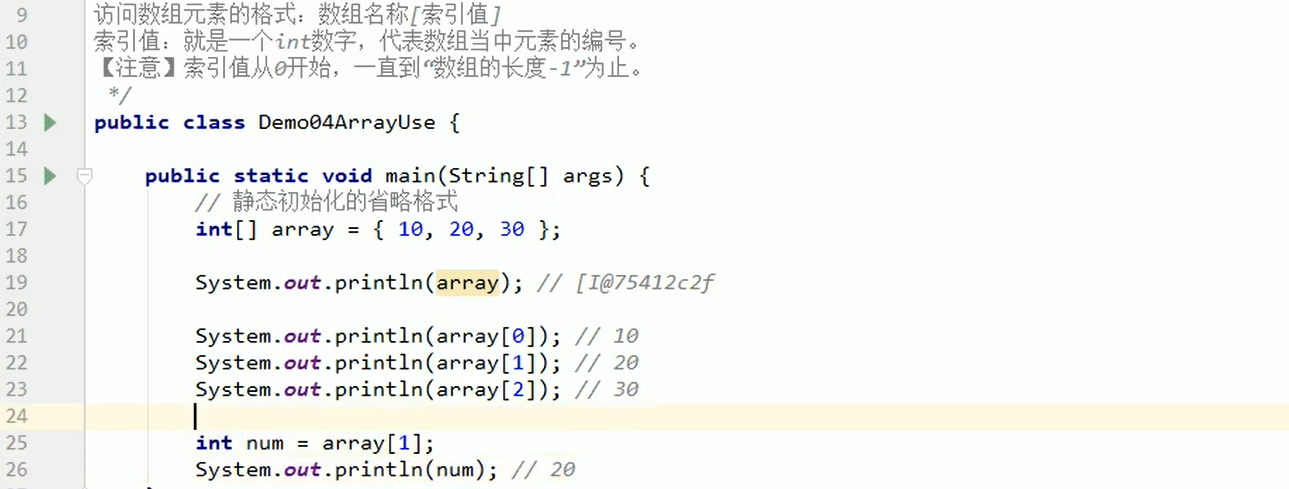 9 访问数组元素的格式：数组名称[索引值]
10 索引值：就是一个int数字，代表数组当中元素的编号。
11 【注意】索引值从0开始，一直到“数组的长度-1”为止。
12 */
13 public class Demo04ArrayUse {
14
15 public static void main(String[] args) {
16 // 静态初始化的省略格式
17 int[] array = { 10, 20, 30 };
18
19 System.out.println(array); // [I@75412c2f
20
21 System.out.println(array[0]); // 10
22 System.out.println(array[1]); // 20
23 System.out.println(array[2]); // 30
24
25 int num = array[1];
26 System.out.println(num); // 20